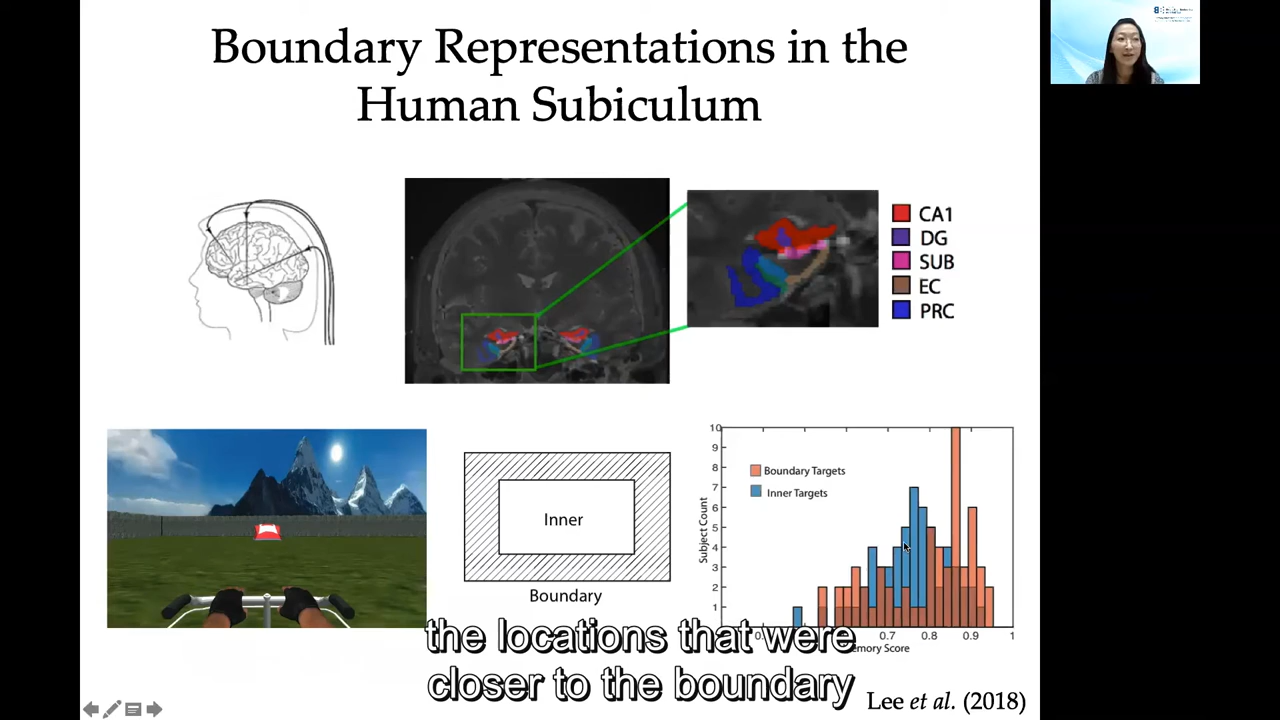 Boundary Representations in the
Human Subiculum
CA1
DG
SUB
EC
PRC
Inner
Boundary
10
9
8
7
6
5
4
3
2
1
Subject Count
Boundary Targets
Inner Targets
0.7 0.8 0.9 1
the locations that were
closer to the boundary
Lee et al. (2018)